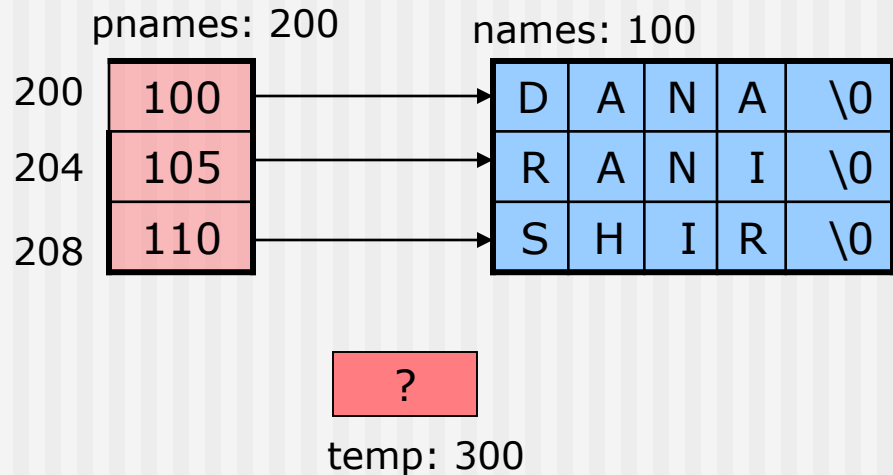 pnames: 200 names: 100
200 100 D A N A \0
204 105 R A N I \0
208 110 S H I R \0
?
temp: 300